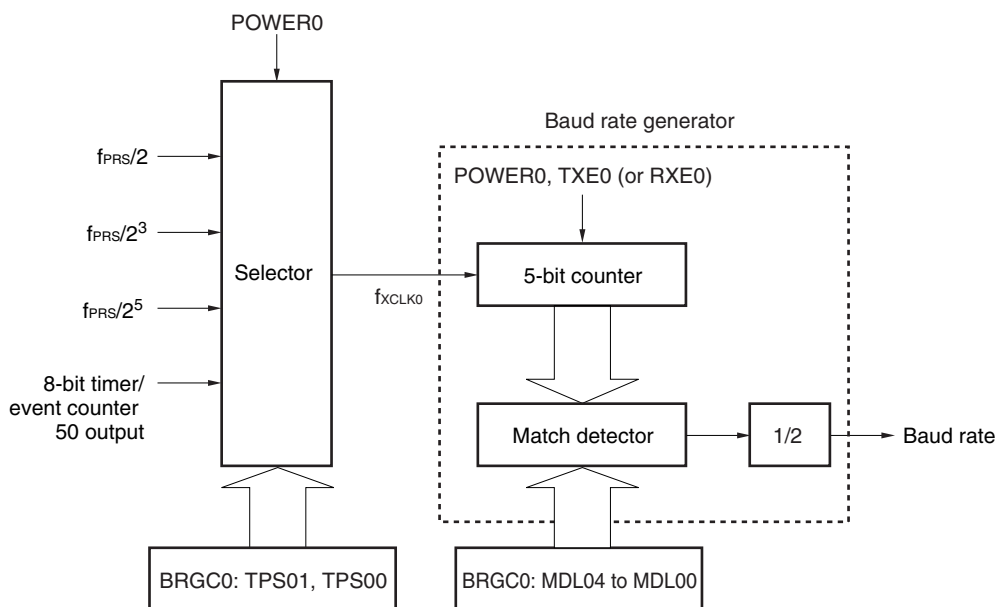 POWER0
Baud rate generator
fPRS/2
POWER0, TXE0 (or RXE0)
fPRS/2³
Selector
5-bit counter
fXCLK0
fPRS/2⁵
8-bit timer/
event counter
50 output
Match detector
1/2
Baud rate
BRGC0: TPS01, TPS00
BRGC0: MDL04 to MDL00